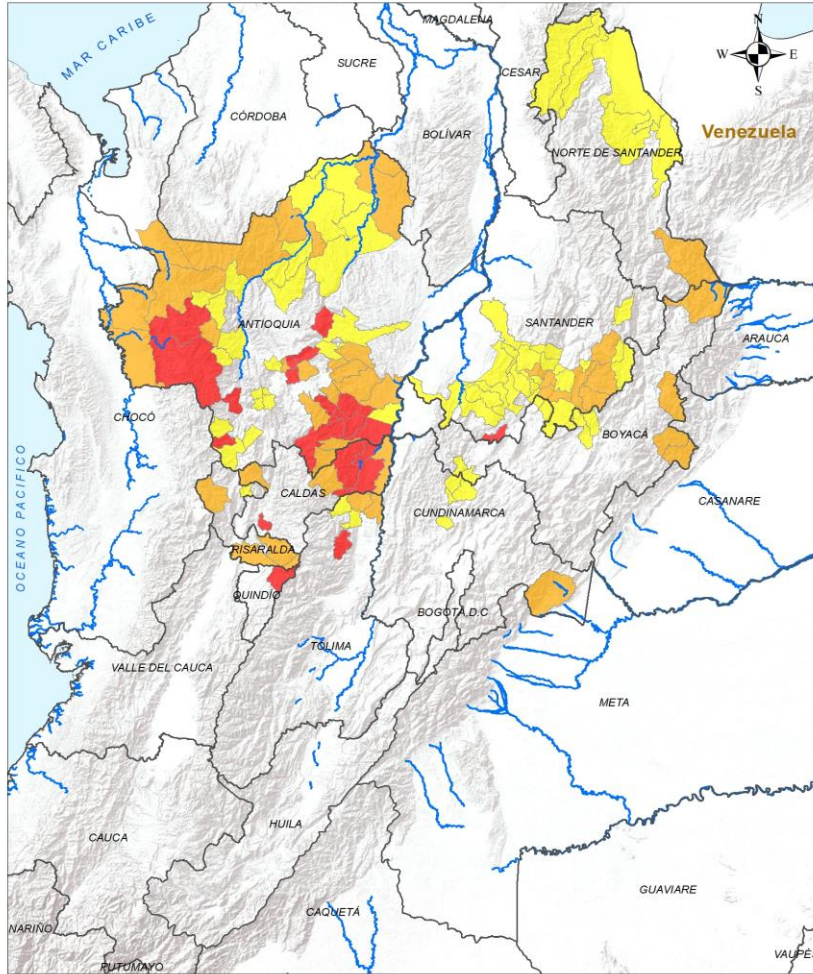 MAGDALENA
N
W E
S
MAR CARIBE
SUCRE
CESAR
CÓRDOBA
BOLÍVAR
Venezuela
NORTE DE SANTANDER
ANTIOQUIA
SANTANDER
ARAUCA
CHOCÓ
BOYACÁ
OCEANO PACIFICO
CALDAS
CASANARE
CUNDINAMARCA
RISARALDA
QUINDÍO
BOGOTÁ,D.C
TOLIMA
VALLE DEL CAUCA
META
HUILA
CAUCA
GUAVIARE
CAQUETÁ
NARIÑO
VAUPÉS
PUTUMAYO